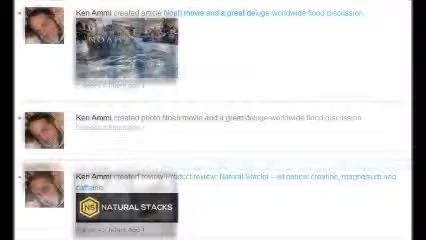 Ken Ammi created article Noah movie and a great deluge-worldwide flood discussion
NOAH
Ken Ammi created photo Noah movie and a great deluge-worldwide flood discussion
Ken Ammi created review Product review: Natural Stacks – all natural creatine, magnesium and
caffeine
NS NATURAL STACKS